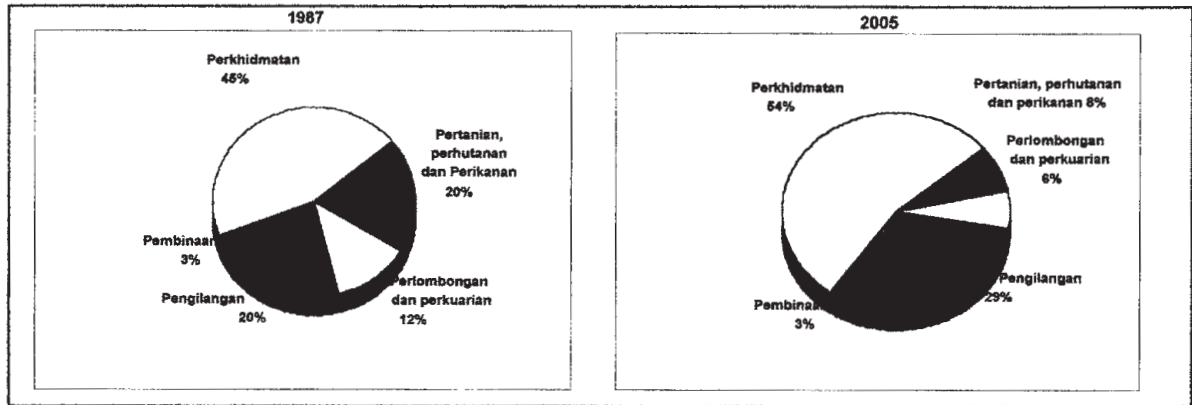 1987
Perkhidmatan
45%
Pertanian,
perhutanan
dan Perikanan
20%
Pembinaan
3%
Pengilangan
20%
Perlombongan
dan perkuarian
12%
2005
Perkhidmatan
54%
Pertanian, perhutanan
dan perikanan 8%
Perlombongan
dan perkuarian
6%
Pengilangan
29%
Pembinaan
3%